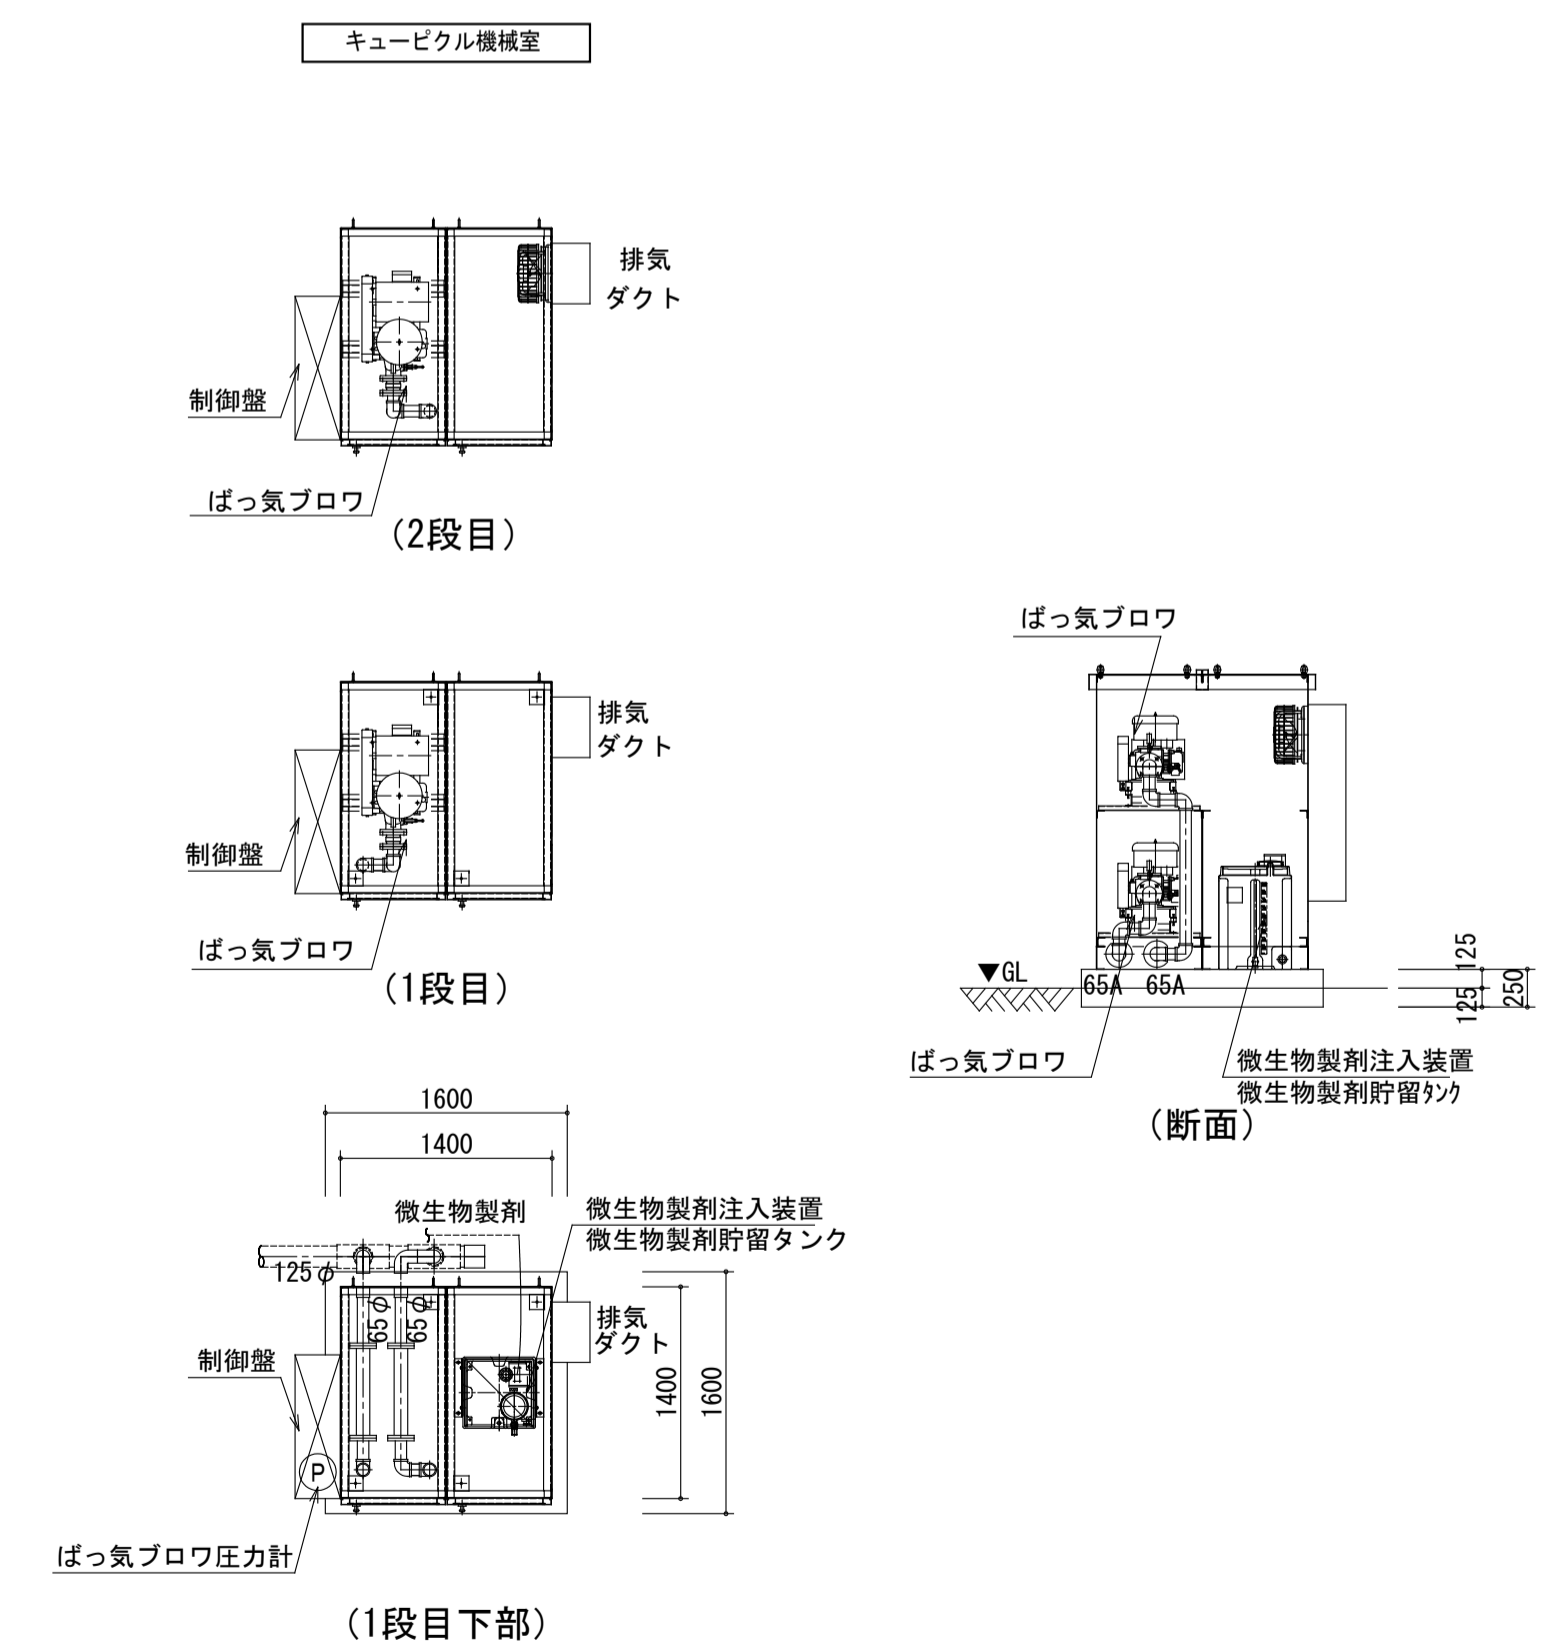 キュービクル機械室
排気
ダクト
制御盤
ばっ気ブロワ
（2段目）
排気
ダクト
制御盤
ばっ気ブロワ
（1段目）
ばっ気ブロワ
▼GL
65A 65A
125
125
250
ばっ気ブロワ
微生物製剤注入装置
微生物製剤貯留ﾀﾝｸ
（断面）
1600
1400
微生物製剤
微生物製剤注入装置
微生物製剤貯留タンク
125φ
65φ
65φ
排気
ダクト
制御盤
1400
1600
P
ばっ気ブロワ圧力計
（1段目下部）